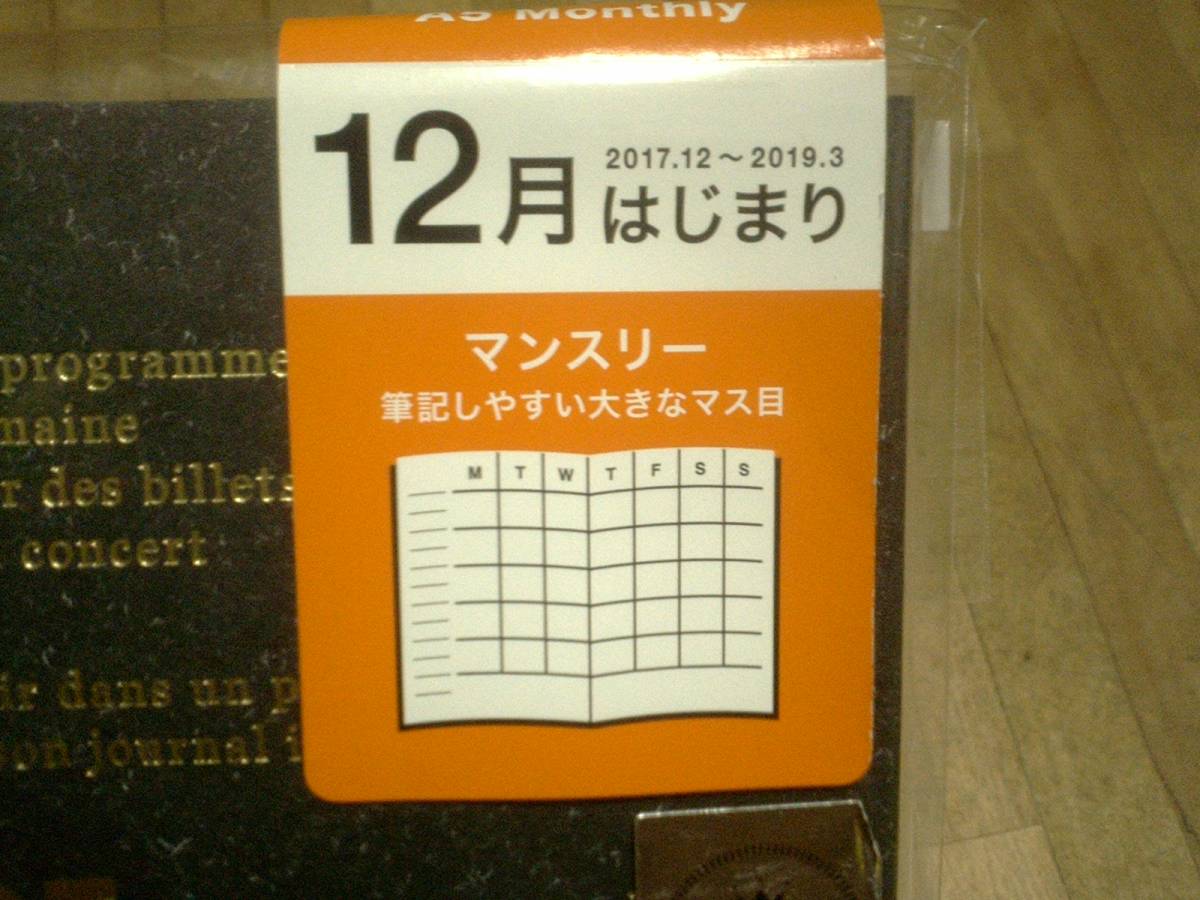 A5 Monthly
12月
2017.12～2019.3
はじまり
マンスリー
筆記しやすい大きなマス目
M T W T F S S
programme
maine
r des billets
concert
ir dans un p
son journal i